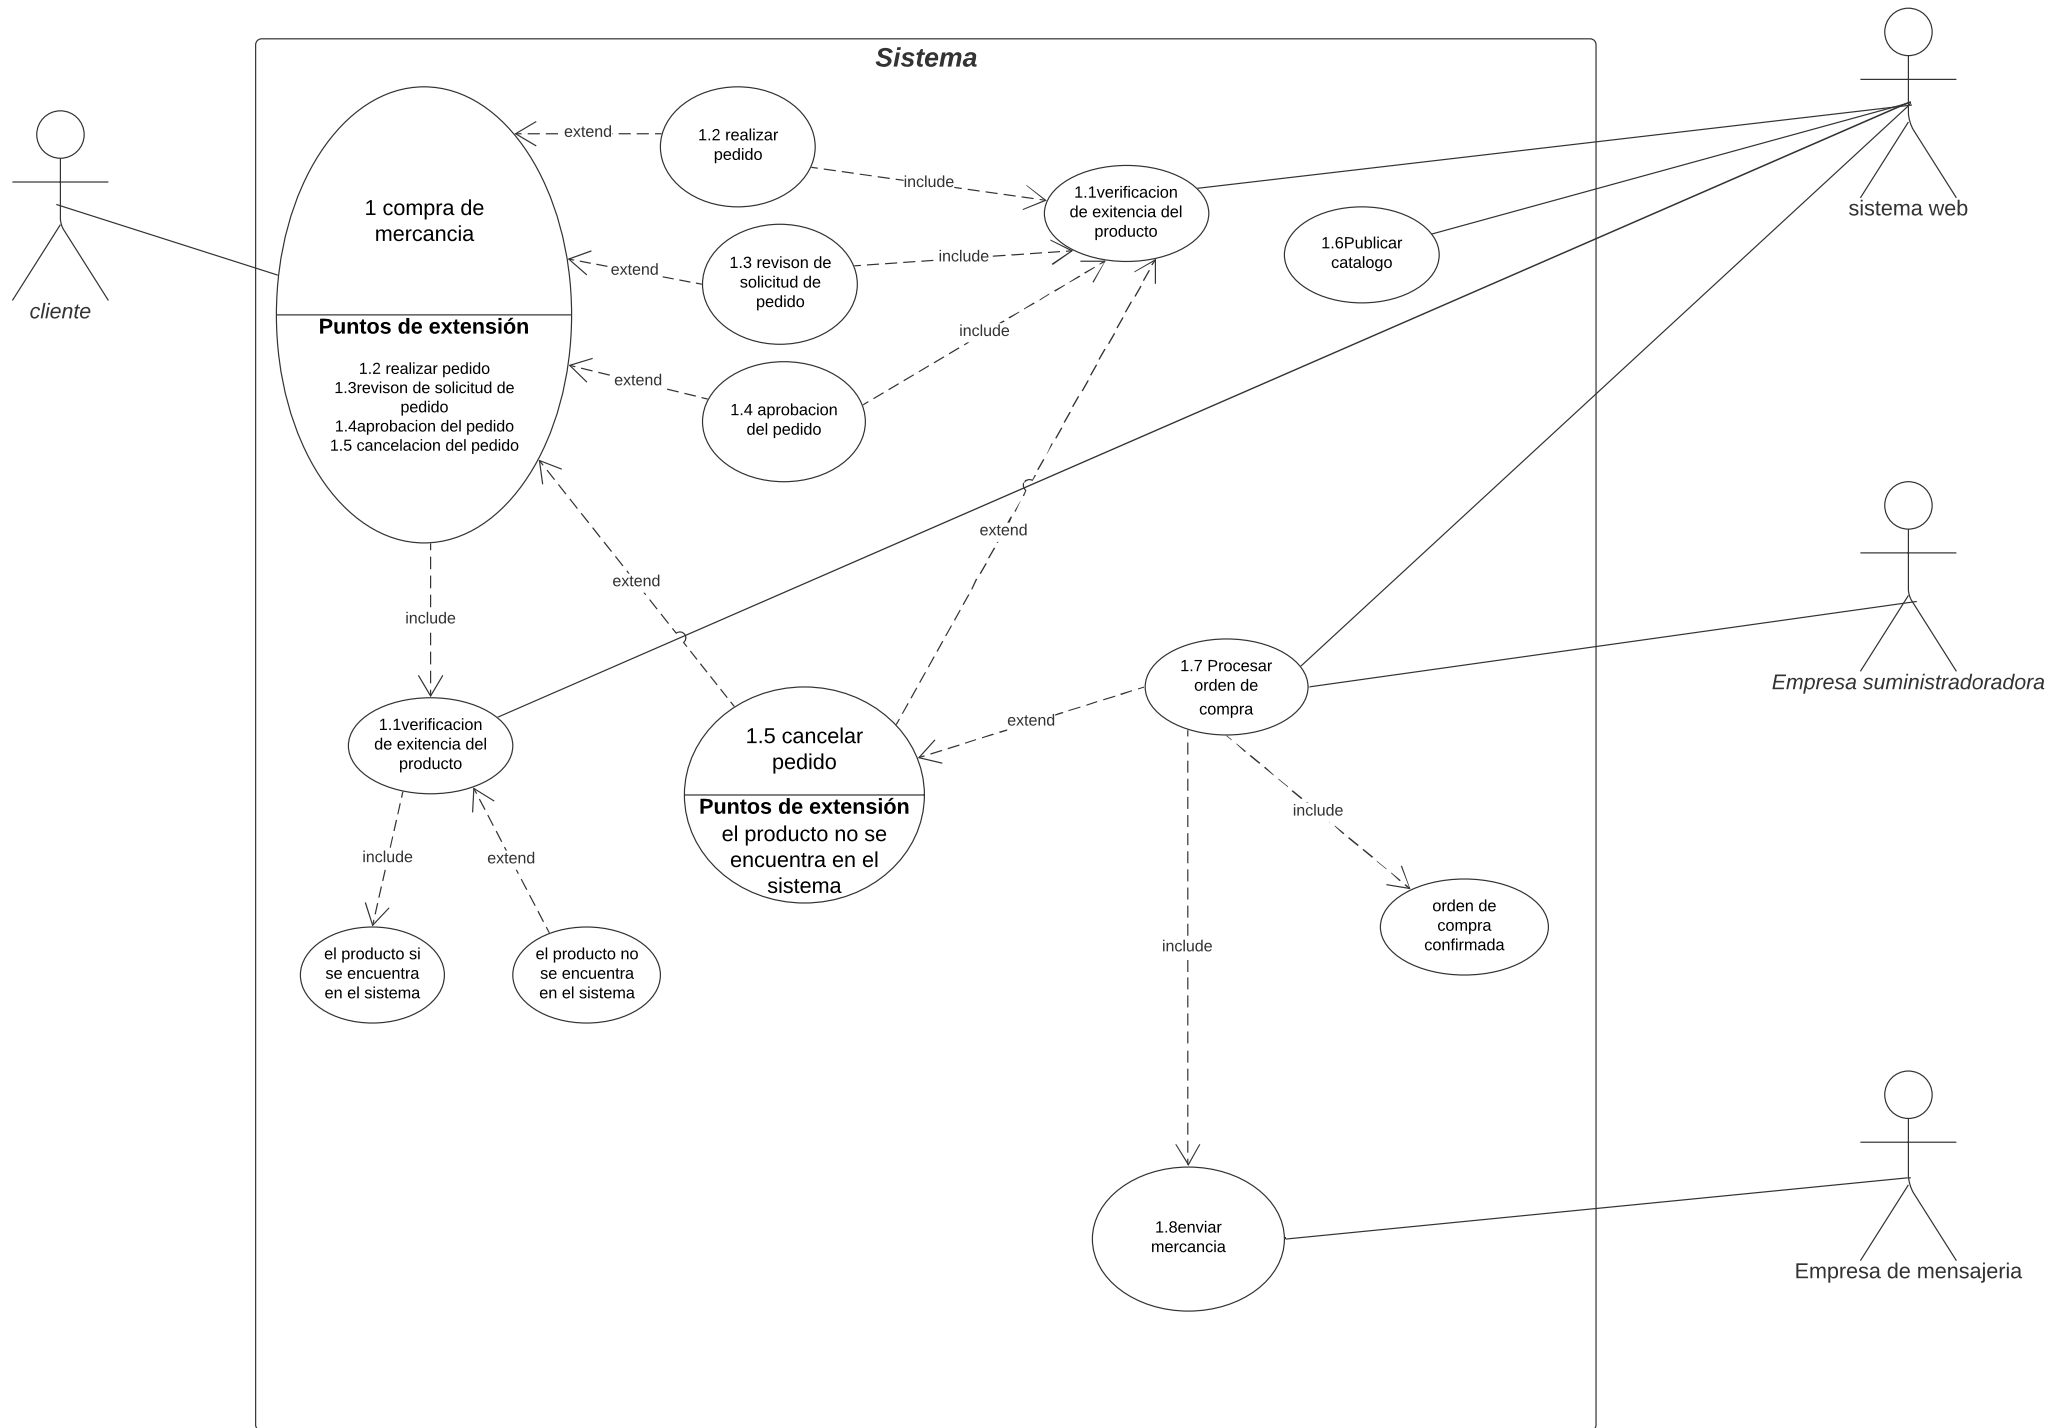 Sistema
cliente
1 compra de
mercancia
Puntos de extensión
1.2 realizar pedido
1.3revison de solicitud de
pedido
1.4aprobacion del pedido
1.5 cancelacion del pedido
extend
1.2 realizar
pedido
include
1.1verificacion
de exitencia del
producto
extend
1.3 revison de
solicitud de
pedido
include
extend
1.4 aprobacion
del pedido
include
1.6Publicar
catalogo
sistema web
extend
extend
include
1.1verificacion
de exitencia del
producto
include
extend
el producto si
se encuentra
en el sistema
el producto no
se encuentra
en el sistema
1.5 cancelar
pedido
Puntos de extensión
el producto no se
encuentra en el
sistema
extend
1.7 Procesar
orden de
compra
Empresa suministradoradora
include
orden de
compra
confirmada
include
1.8enviar
mercancia
Empresa de mensajeria